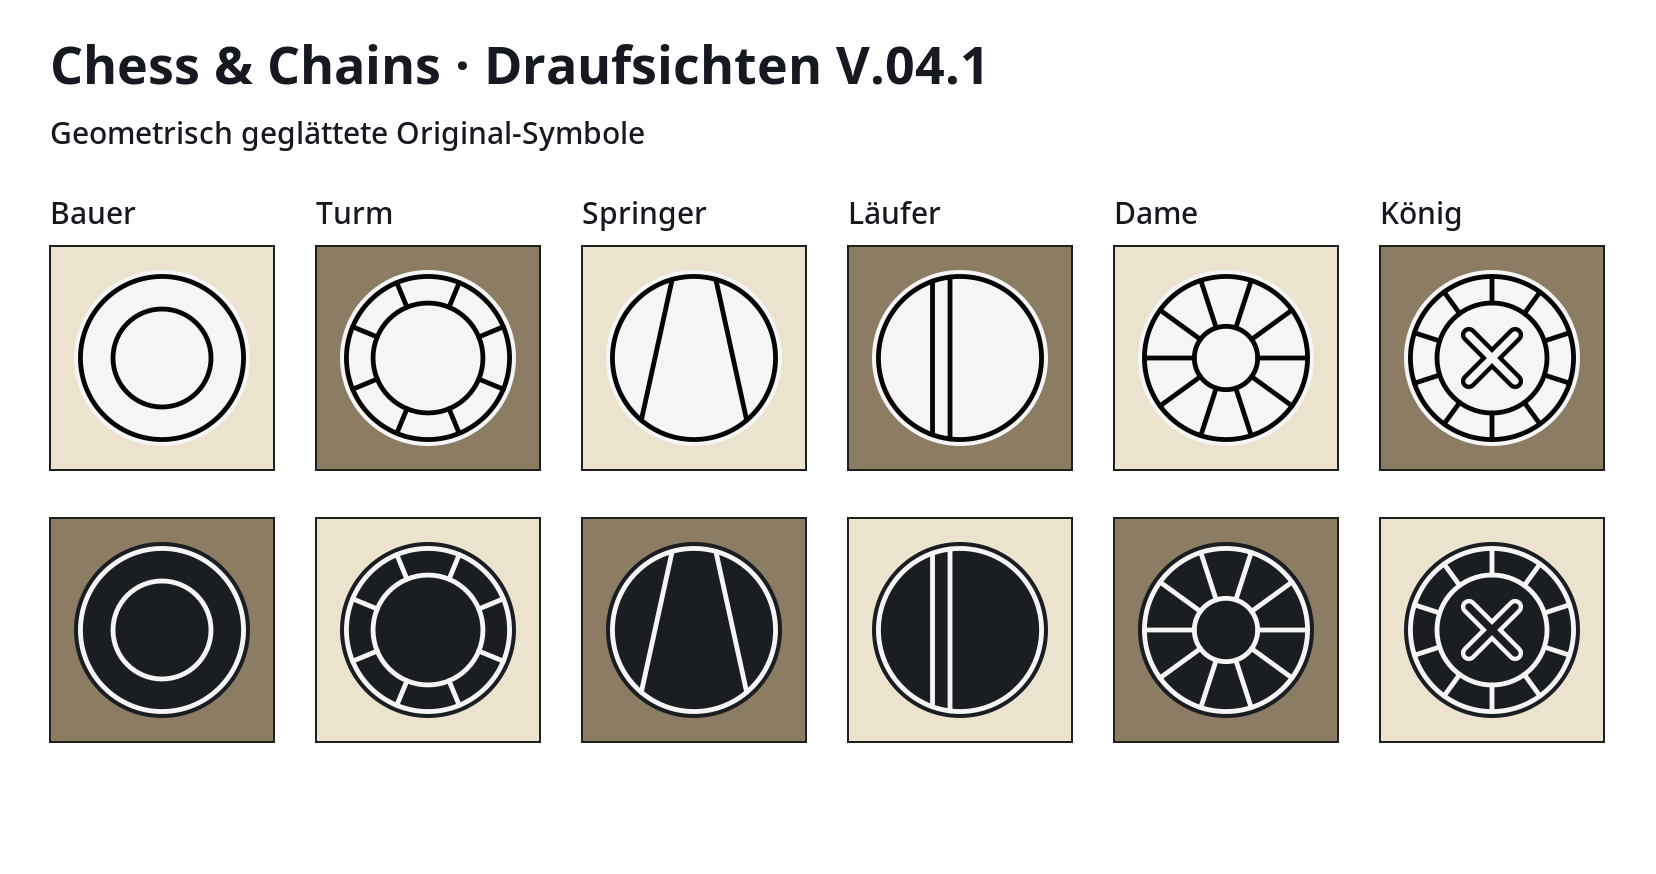 Chess & Chains · Draufsichten V.04.1
Geometrisch geglättete Original-Symbole
Bauer Turm Springer Läufer Dame König